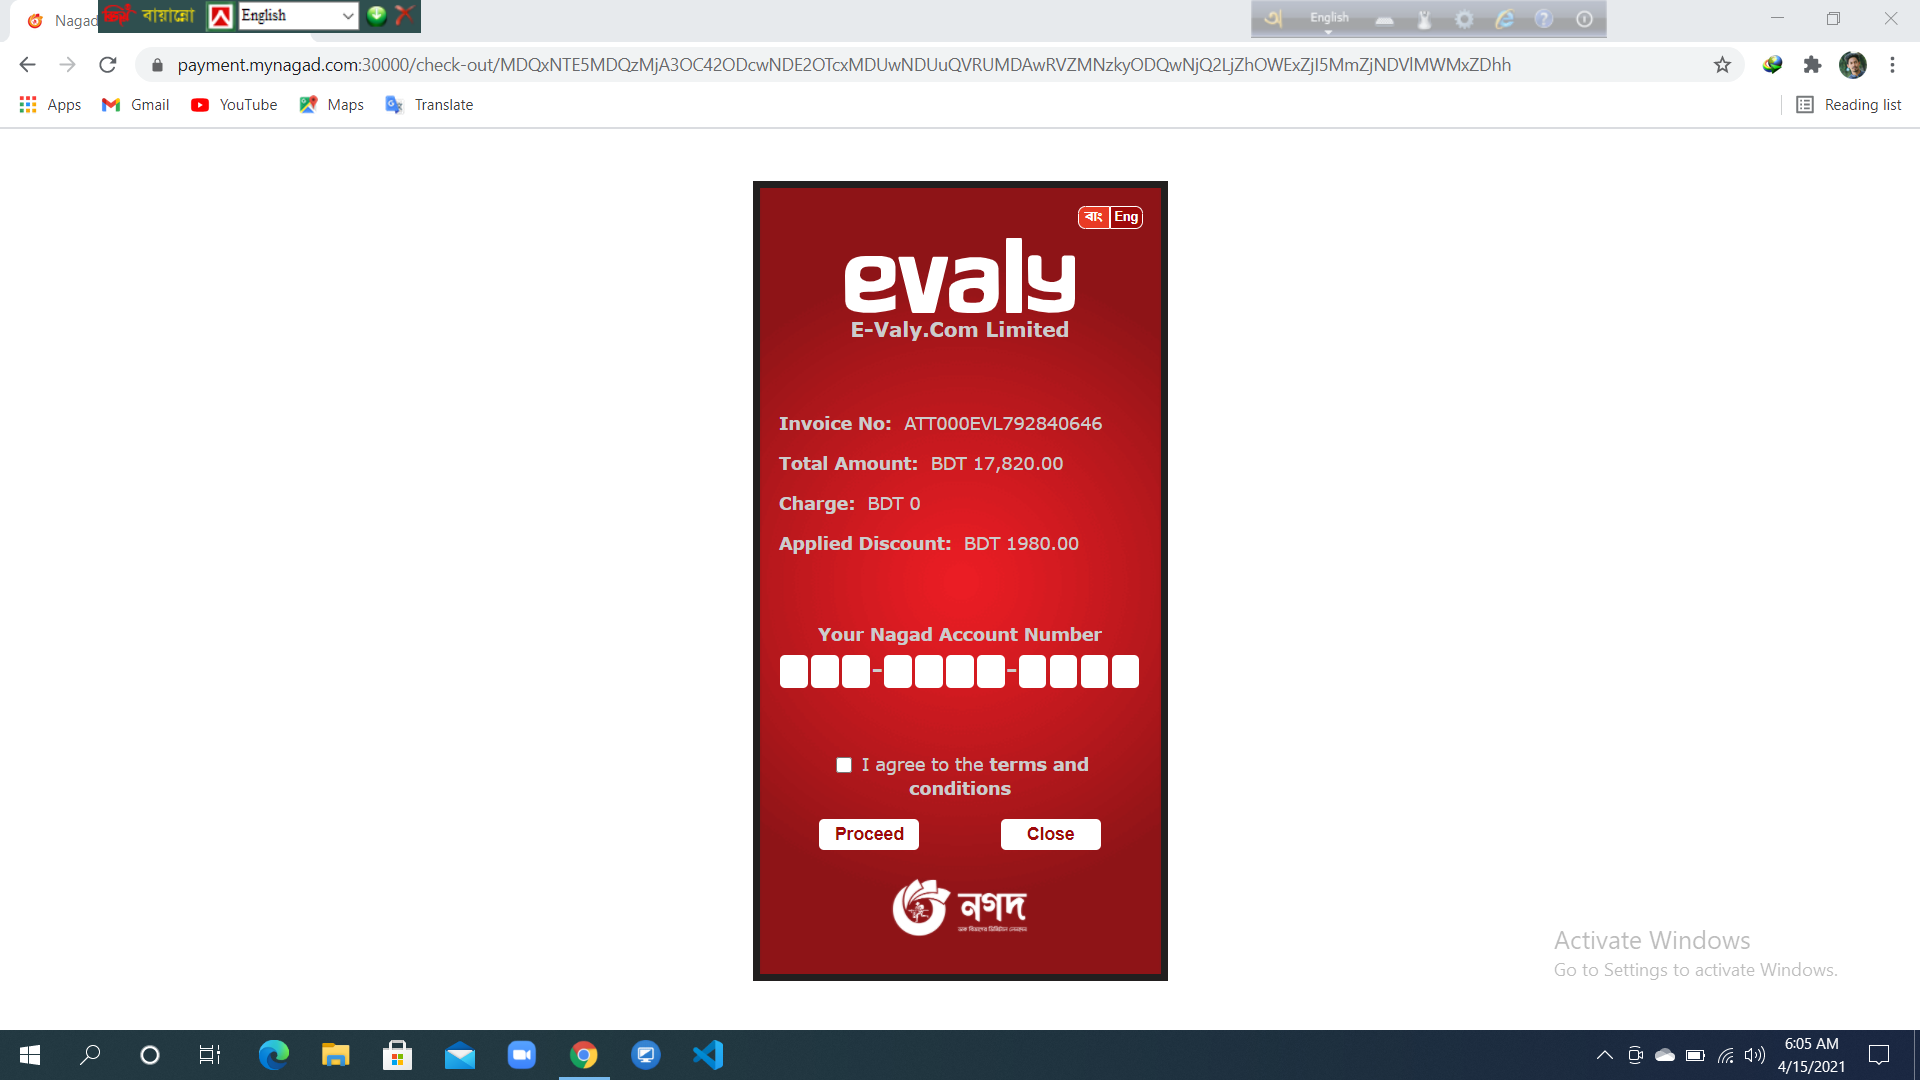 Nagad
বায়ান্নো
English
English
payment.mynagad.com:30000/check-out/MDQxNTE5MDQzMjA3OC42ODcwNDE2OTcxMDUwNDUuQVRUMDAwRVZMNzkyODQwNjQ2LjZhOWExZjI5MmZjNDVlMWMxZDhh
Apps
Gmail
YouTube
Maps
Translate
Reading list
বাং
Eng
evaly
E-Valy.Com Limited
Invoice No: ATT000EVL792840646
Total Amount: BDT 17,820.00
Charge: BDT 0
Applied Discount: BDT 1980.00
Your Nagad Account Number
I agree to the terms and
conditions
Proceed
Close
নগদ
Activate Windows
Go to Settings to activate Windows.
6:05 AM
4/15/2021